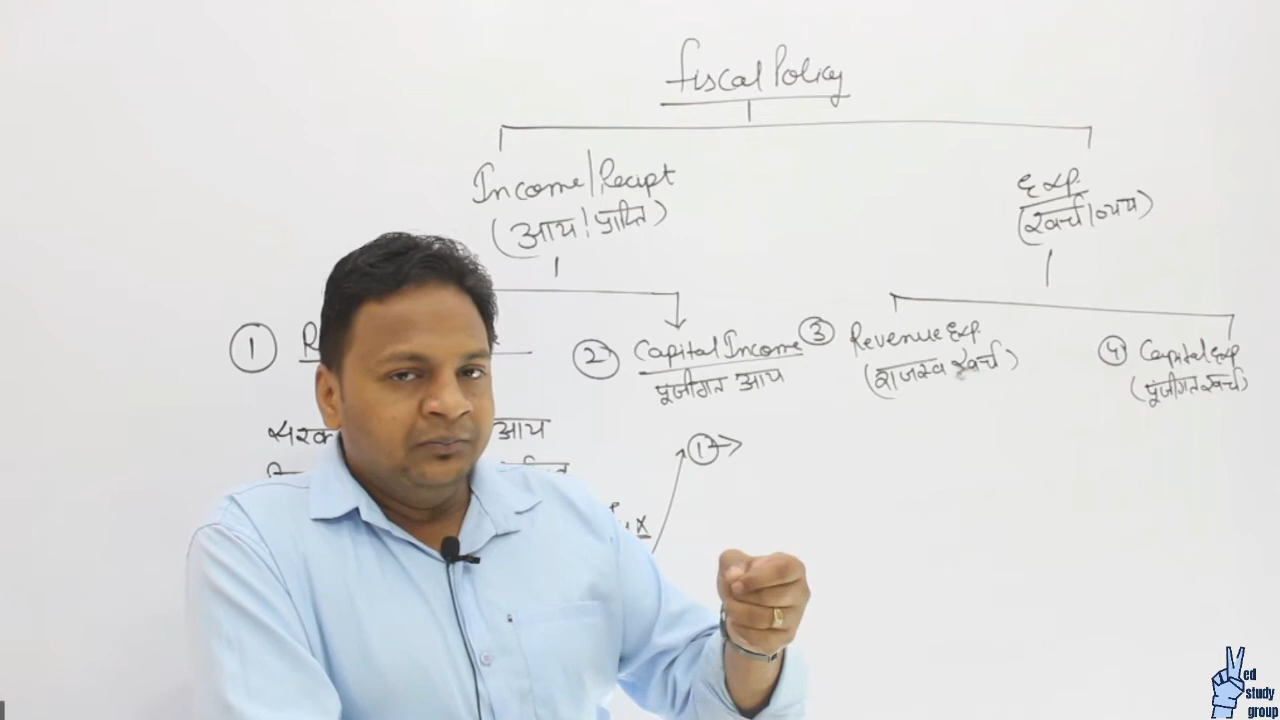 fiscal Policy
Income/Recipt
(आय/प्राप्ति)
Exp.
(खर्च/व्यय)
1
2 Capital Income
पूंजीगत आय
3 Revenue Exp.
(राजस्व खर्च)
4 Capital Exp
(पूंजीगत खर्च)
आय
1
x
ed
study
group